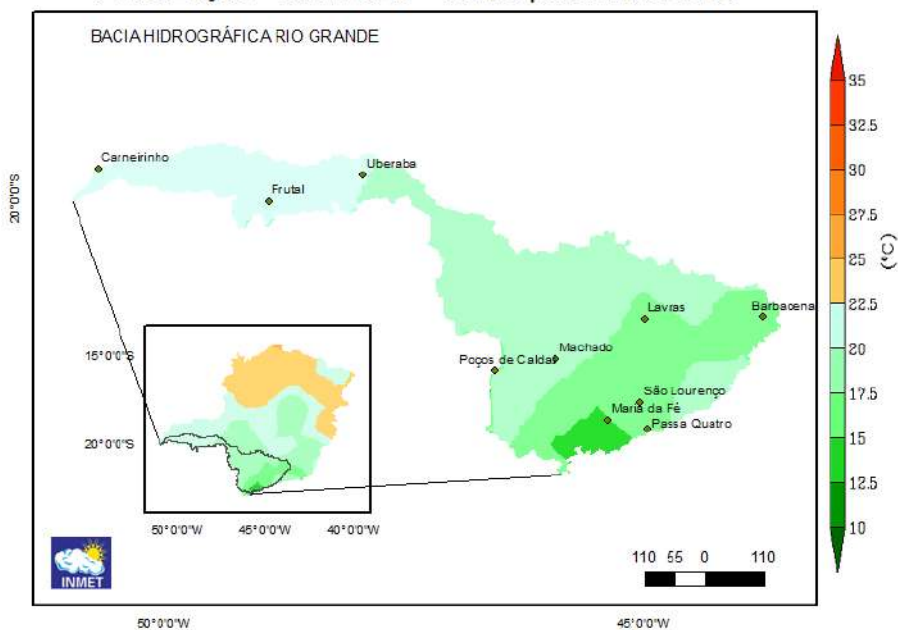 BACIA HIDROGRÁFICA RIO GRANDE
Carneirinho
Uberaba
Frutal
Lavras
Barbacena
Machado
Poços de Caldas
São Lourenço
Maria da Fé
Passa Quatro
20°0'0"S
15°0'0"S
20°0'0"S
50°0'0"W
45°0'0"W
40°0'0"W
INMET
110 55 0 110
50°0'0"W
45°0'0"W
35
32.5
30
27.5
25
22.5
20
17.5
15
12.5
10
(°C)